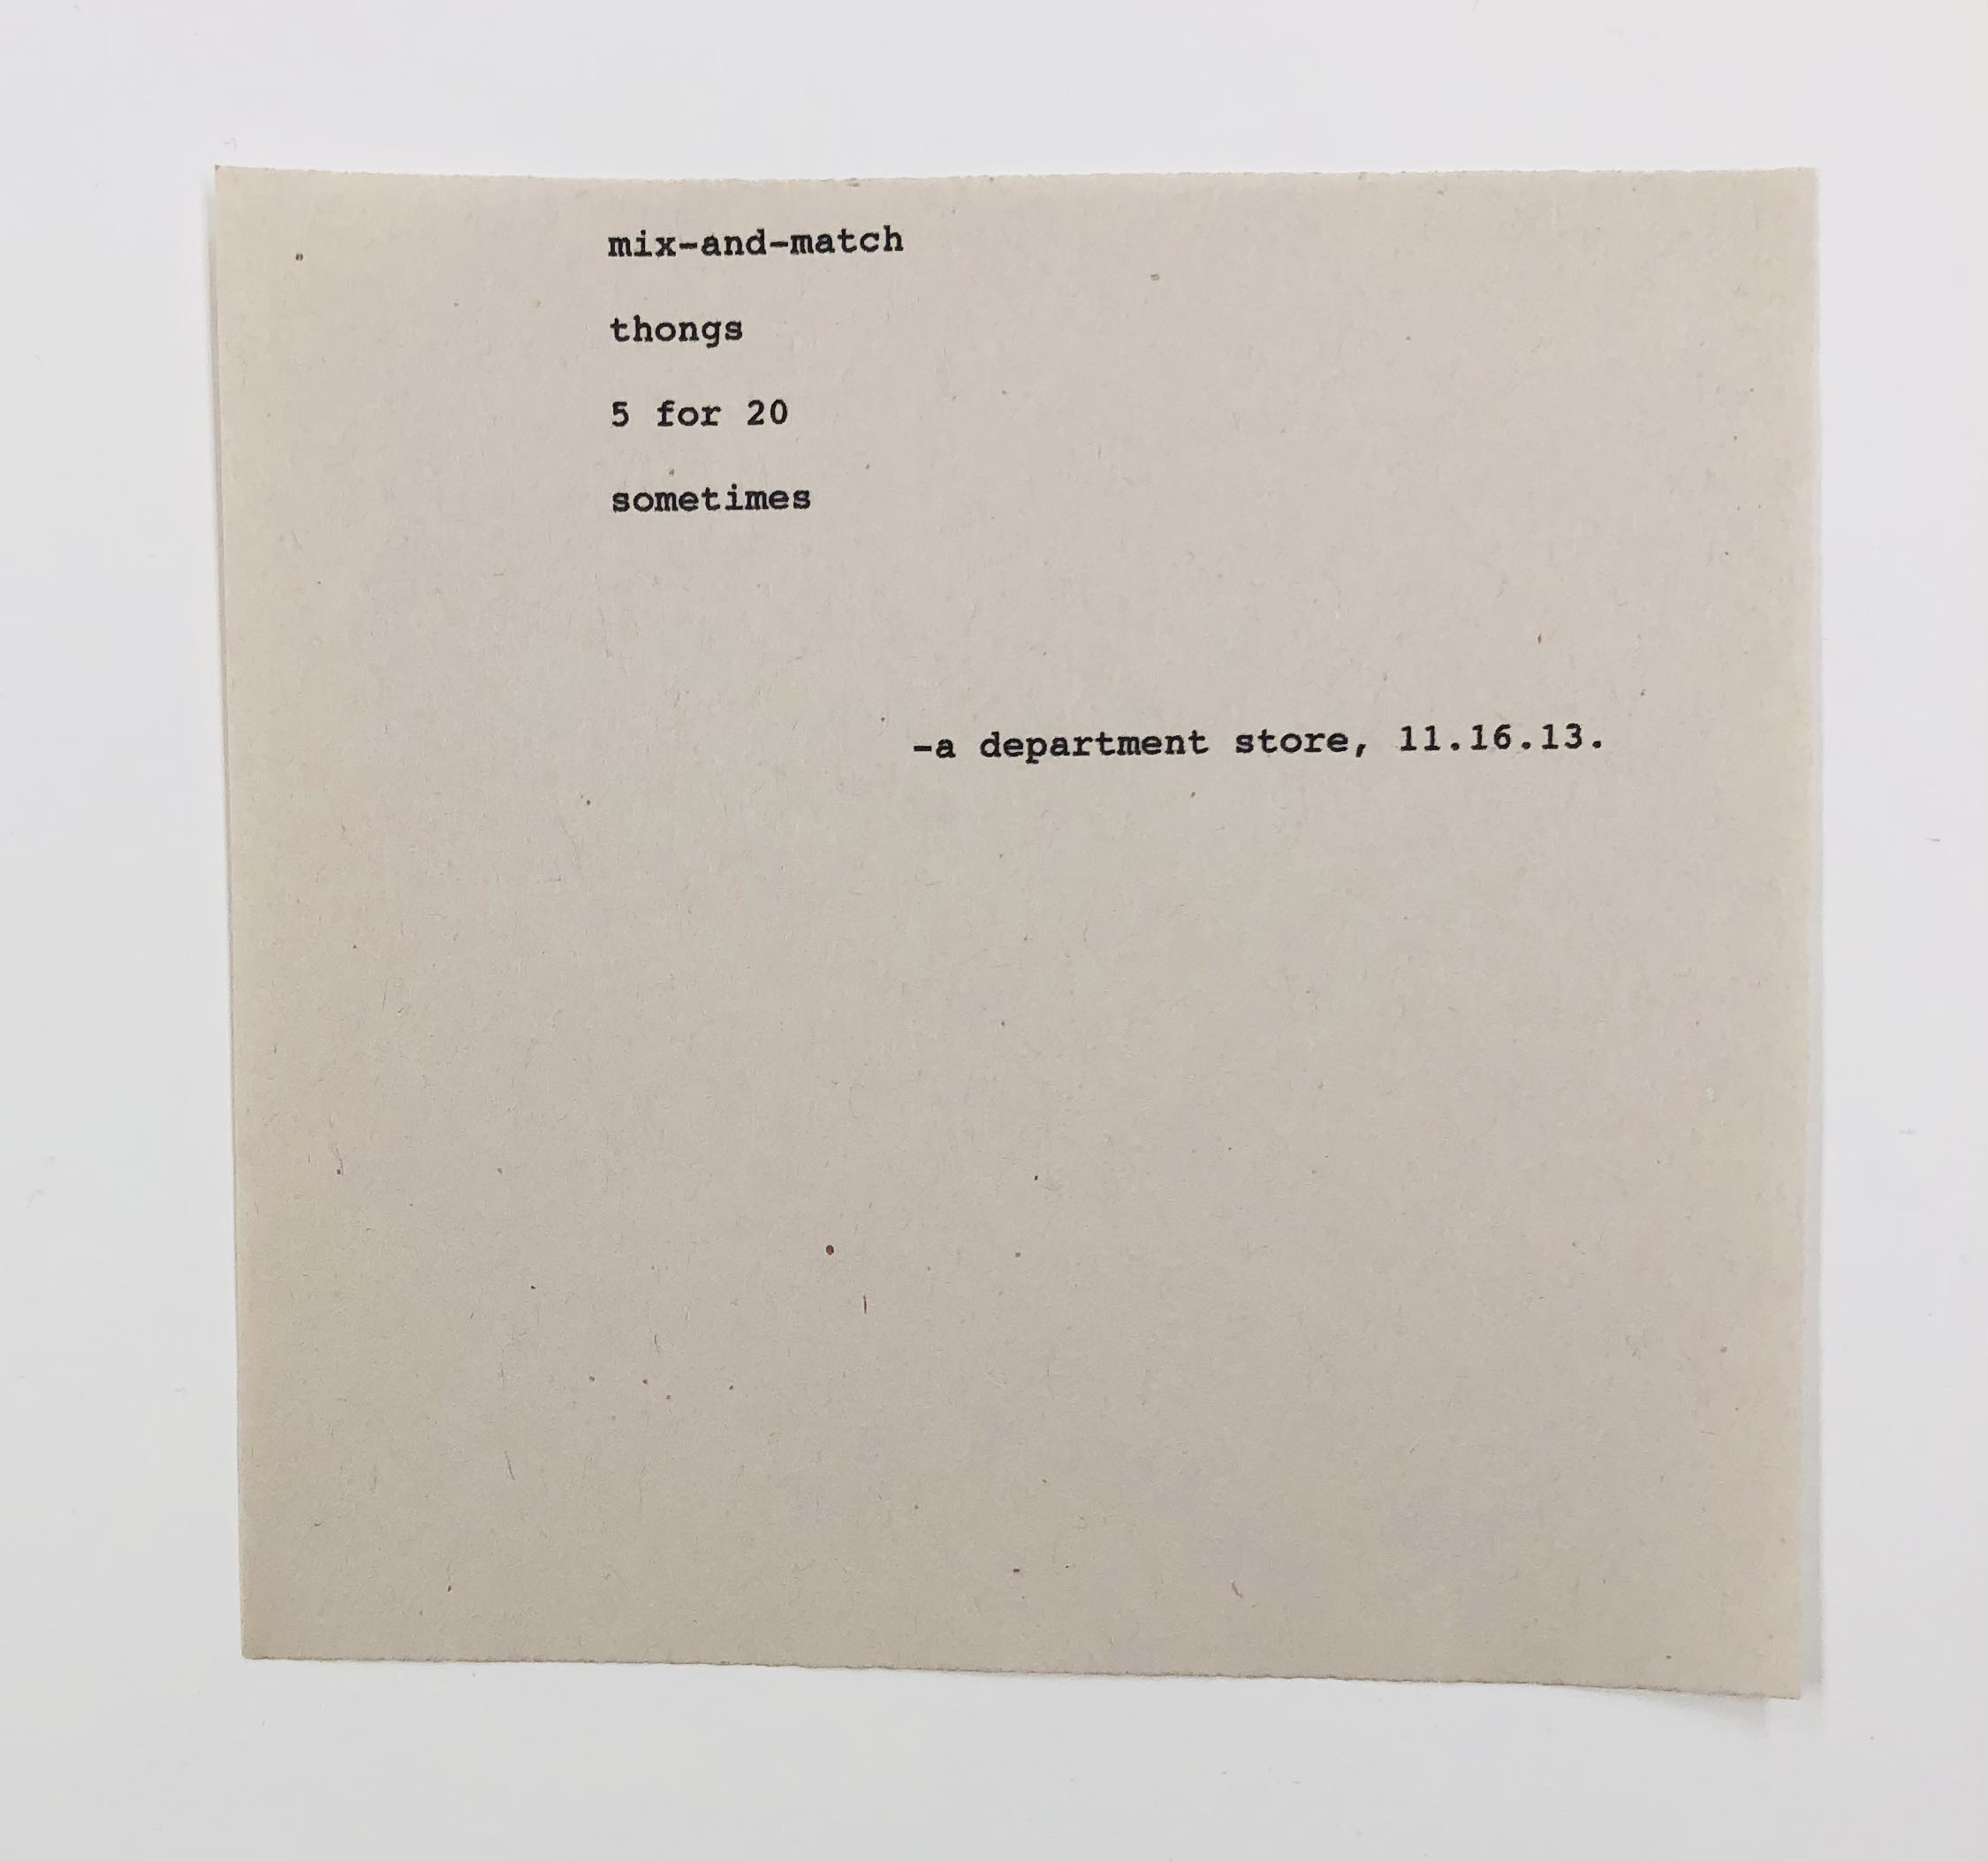 mix-and-match
thongs
5 for 20
sometimes
-a department store, 11.16.13.